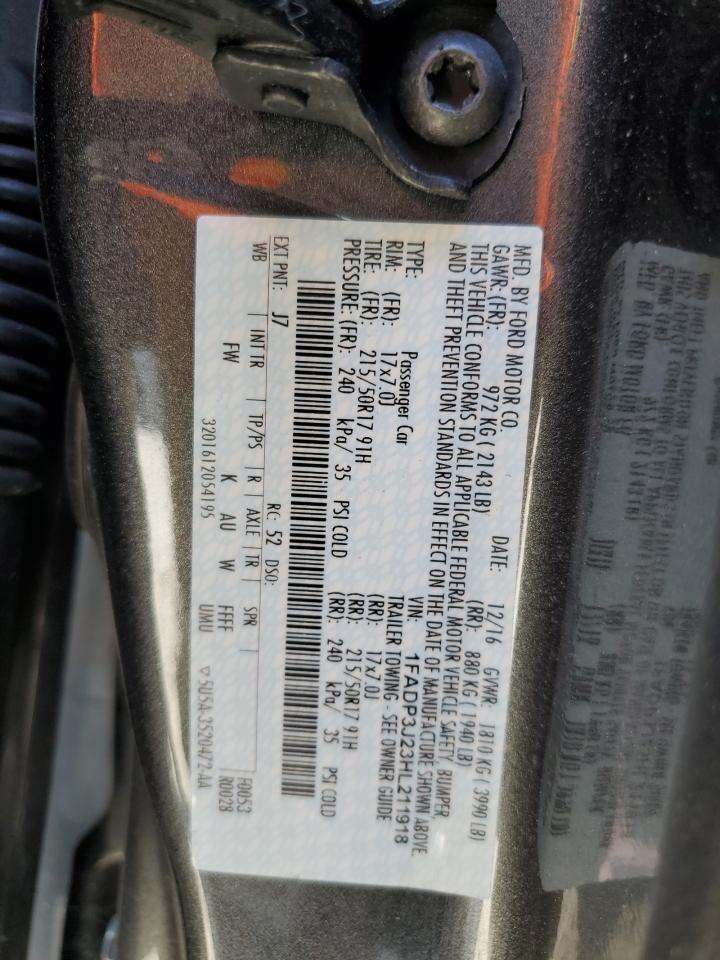 MFD. BY FORD MOTOR CO.
DATE: 12/16 GVWR: 1810 KG ( 3990 LB)
GAWR: (FR): 972 KG ( 2143 LB) (RR): 880 KG ( 1940 LB)
THIS VEHICLE CONFORMS TO ALL APPLICABLE FEDERAL MOTOR VEHICLE SAFETY, BUMPER,
AND THEFT PREVENTION STANDARDS IN EFFECT ON THE DATE OF MANUFACTURE SHOWN ABOVE.
VIN: 1FADP3J23HL211918
TYPE: Passenger Car TRAILER TOWING - SEE OWNER GUIDE
RIM: (FR): 17x7.0J (RR): 17x7.0J
TIRE: (FR): 215/50R17 91H (RR): 215/50R17 91H
PRESSURE: (FR): 240 kPa/ 35 PSI COLD (RR): 240 kPa/ 35 PSI COLD
EXT PNT: J7 RC: 52 DSO: F0053
R0028
WB INT TR TP/PS R AXLE TR SPR
FW K AU W FFFF UMU
3201612054195 ▽ 5U5A-3520472-AA